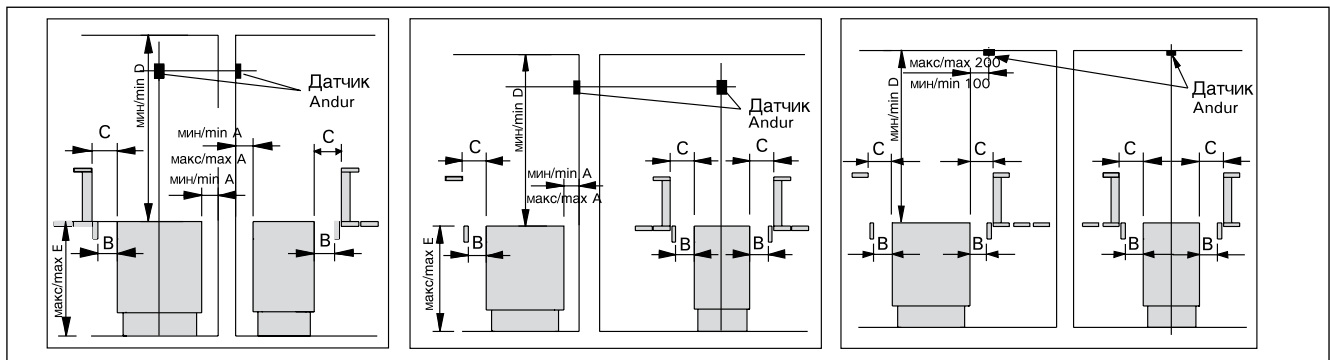 мин/min D
Датчик
Andur
C
мин/min A
макс/max A
мин/min A
C
B
B
макс/max E
мин/min D
Датчик
Andur
C
C
C
мин/min A
макс/max A
B
B
B
макс/max E
макс/max 200
мин/min 100
мин/min D
Датчик
Andur
C
C
C
C
B
B
B
B